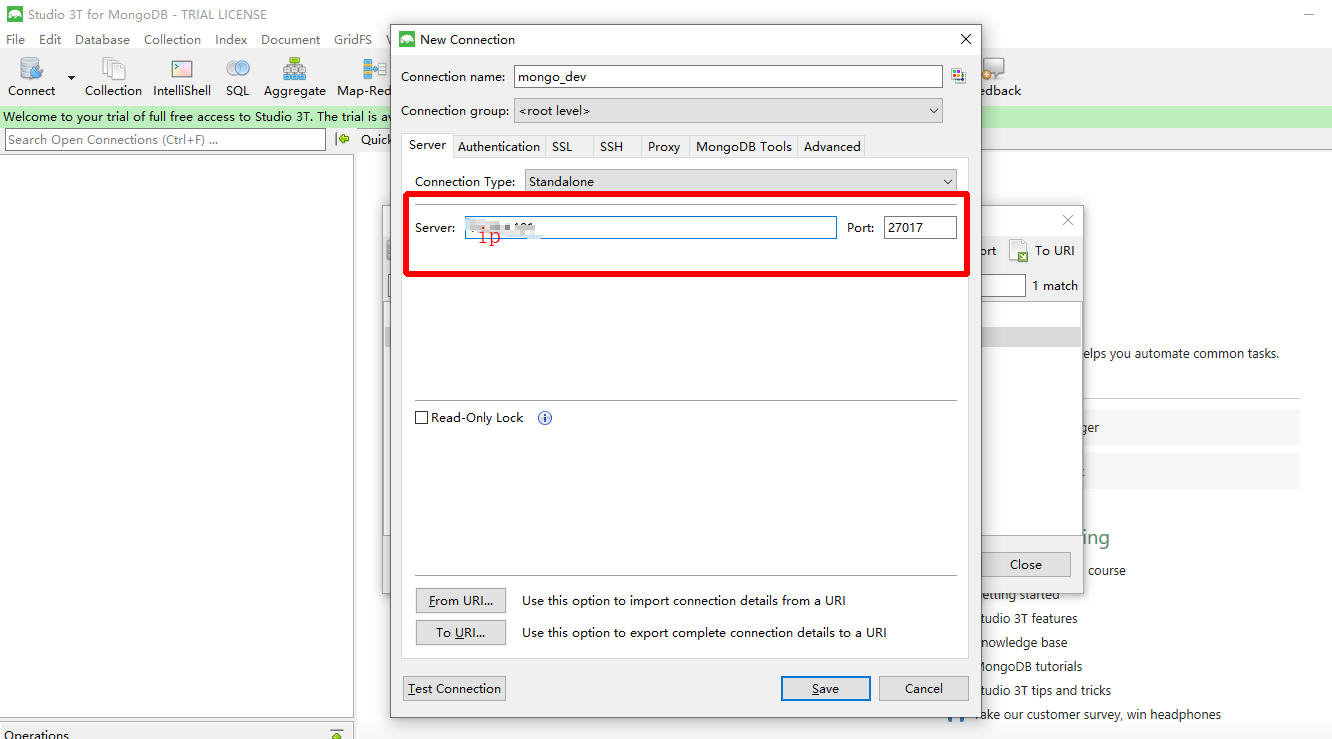 Studio 3T for MongoDB - TRIAL LICENSE
File Edit Database Collection Index Document GridFS
Connect Collection IntelliShell SQL Aggregate Map-Red
edback
Welcome to your trial of full free access to Studio 3T. The trial is av
Search Open Connections (Ctrl+F) ...
Quick
New Connection
Connection name: mongo_dev
Connection group: <root level>
Server Authentication SSL SSH Proxy MongoDB Tools Advanced
Connection Type: Standalone
Server: ip Port: 27017
Read-Only Lock
From URI... Use this option to import connection details from a URI
To URI... Use this option to export complete connection details to a URI
Test Connection Save Cancel
ort To URI
1 match
Close
elps you automate common tasks.
ger
ing
course
etting started
tudio 3T features
nowledge base
MongoDB tutorials
tudio 3T tips and tricks
ake our customer survey, win headphones
Operations